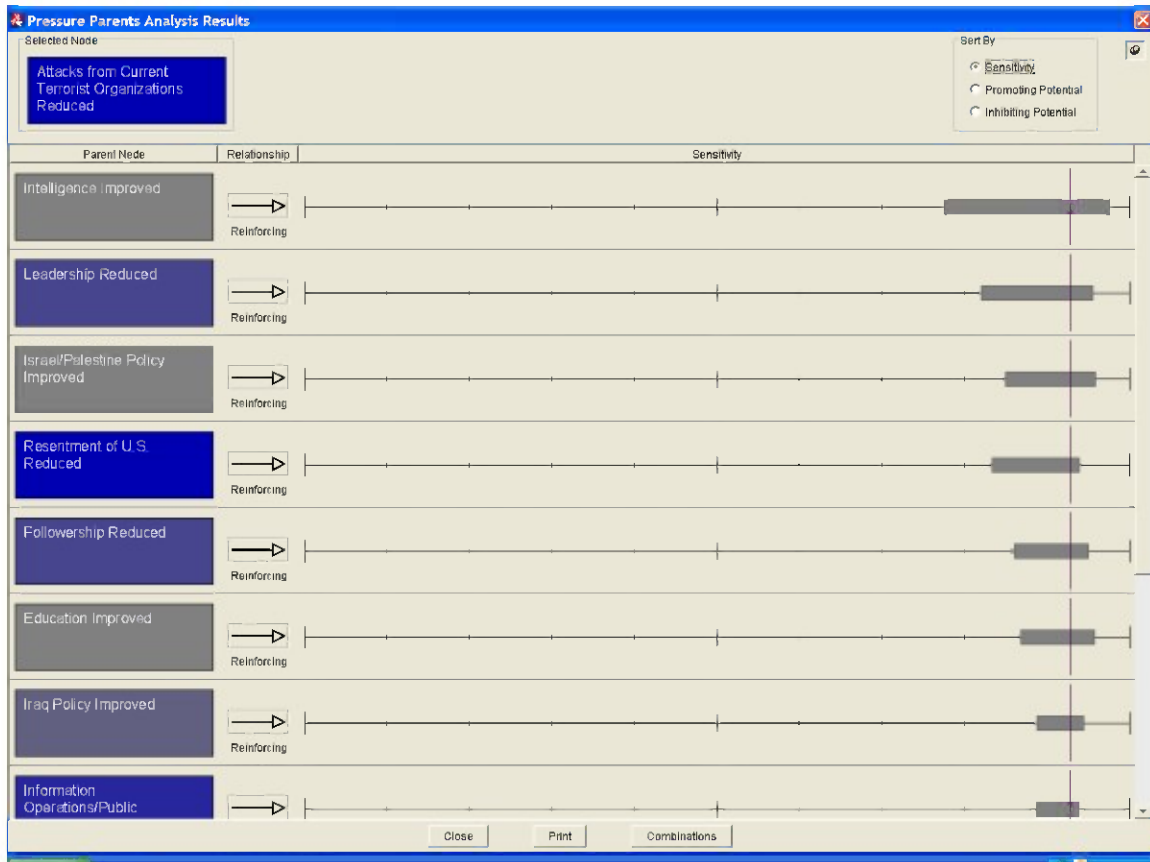 Pressure Parents Analysis Results
Selected Node
Attacks from Current
Terrorist Organizations
Reduced
Sort By
Sensitivity
Promoting Potential
Inhibiting Potential
Parent Node
Relationship
Sensitivity
Intelligence Improved
Reinforcing
Leadership Reduced
Reinforcing
Israel/Palestine Policy
Improved
Reinforcing
Resentment of U.S.
Reduced
Reinforcing
Followership Reduced
Reinforcing
Education Improved
Reinforcing
Iraq Policy Improved
Reinforcing
Information
Operations/Public
Close
Print
Combinations